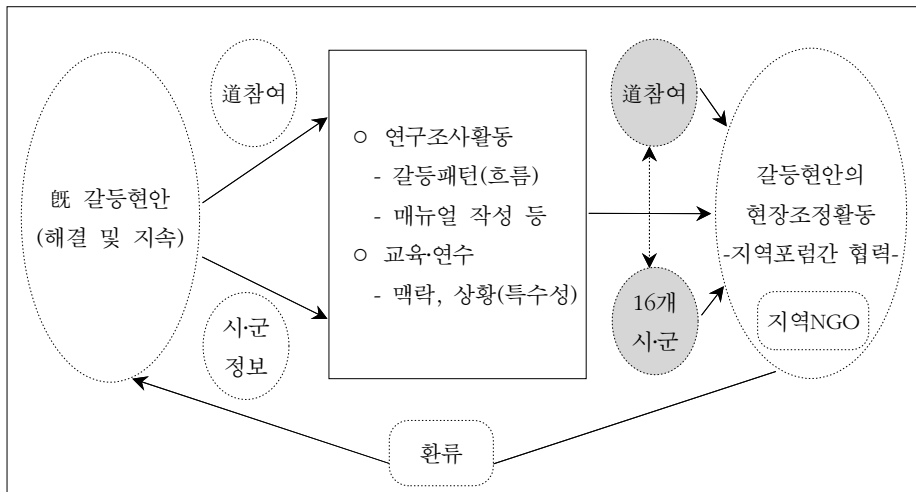 道참여
旣 갈등현안
(해결 및 지속)
시·군
정보
○ 연구조사활동
- 갈등패턴(흐름)
- 매뉴얼 작성 등
○ 교육·연수
- 맥락, 상황(특수성)
道참여
16개
시·군
갈등현안의
현장조정활동
-지역포럼간 협력-
지역NGO
환류